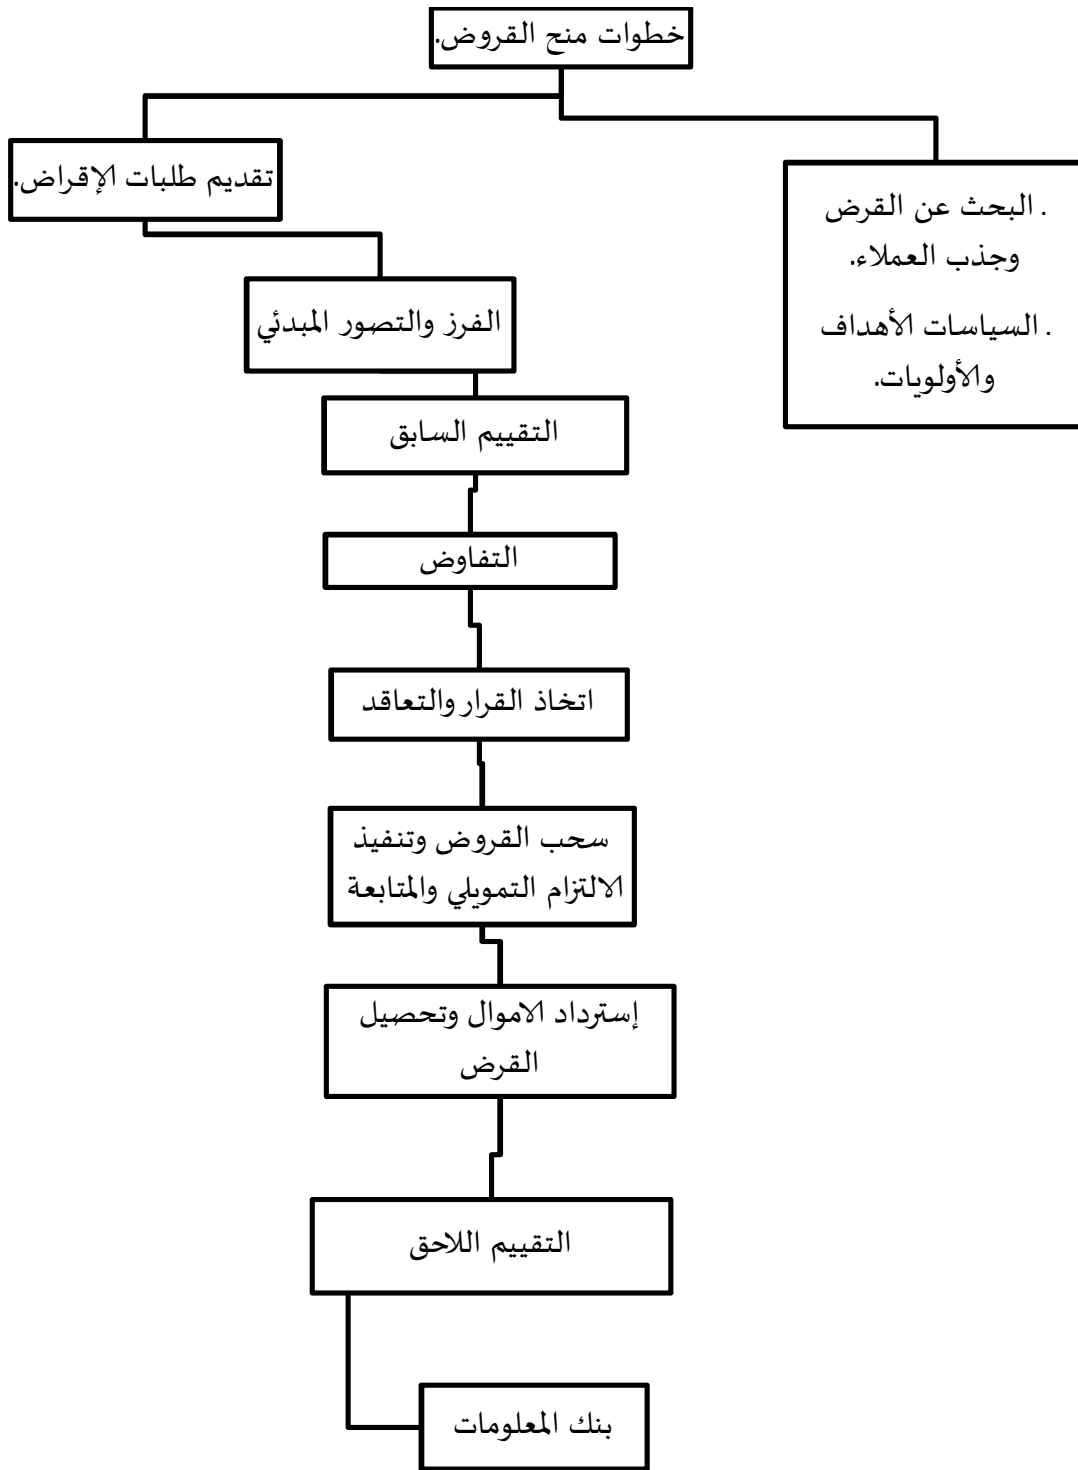 خطوات منح القروض.
. البحث عن القرض
وجذب العملاء.
. السياسات الأهداف
والأولويات.
تقديم طلبات الإقراض.
الفرز والتصور المبدئي
التقييم السابق
التفاوض
اتخاذ القرار والتعاقد
سحب القروض وتنفيذ
الالتزام التمويلي والمتابعة
إسترداد الاموال وتحصيل
القرض
التقييم اللاحق
بنك المعلومات